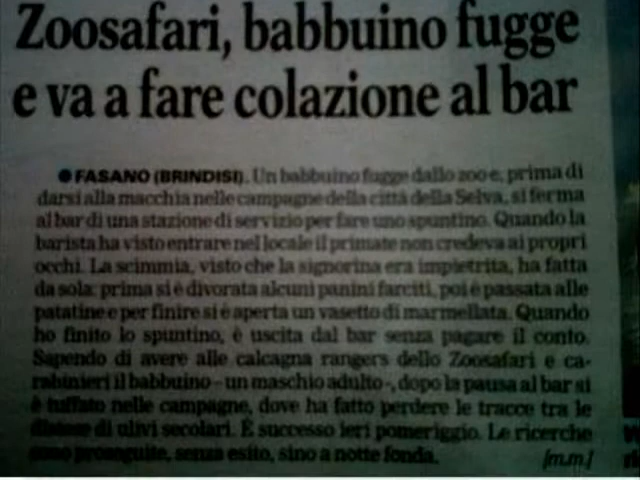 Zoosafari, babbuino fugge
e va a fare colazione al bar
● FASANO (BRINDISI). Un babbuino fugge dallo zoo e, prima di
darsi alla macchia nelle campagne della città della Selva, si ferma
al bar di una stazione di servizio per fare uno spuntino. Quando la
barista ha visto entrare nel locale il primate non credeva ai propri
occhi. La scimmia, visto che la signorina era impietrita, ha fatta
da sola: prima si è divorata alcuni panini farciti, poi è passata alle
patatine e per finire si è aperta un vasetto di marmellata. Quando
ho finito lo spuntino, è uscita dal bar senza pagare il conto.
Sapendo di avere alle calcagna rangers dello Zoosafari e ca-
rabinieri il babbuino - un maschio adulto -, dopo la pausa al bar si
è tuffato nelle campagne, dove ha fatto perdere le tracce tra le
distese di ulivi secolari. È successo ieri pomeriggio. Le ricerche
sono proseguite, senza esito, sino a notte fonda. [m.m.]